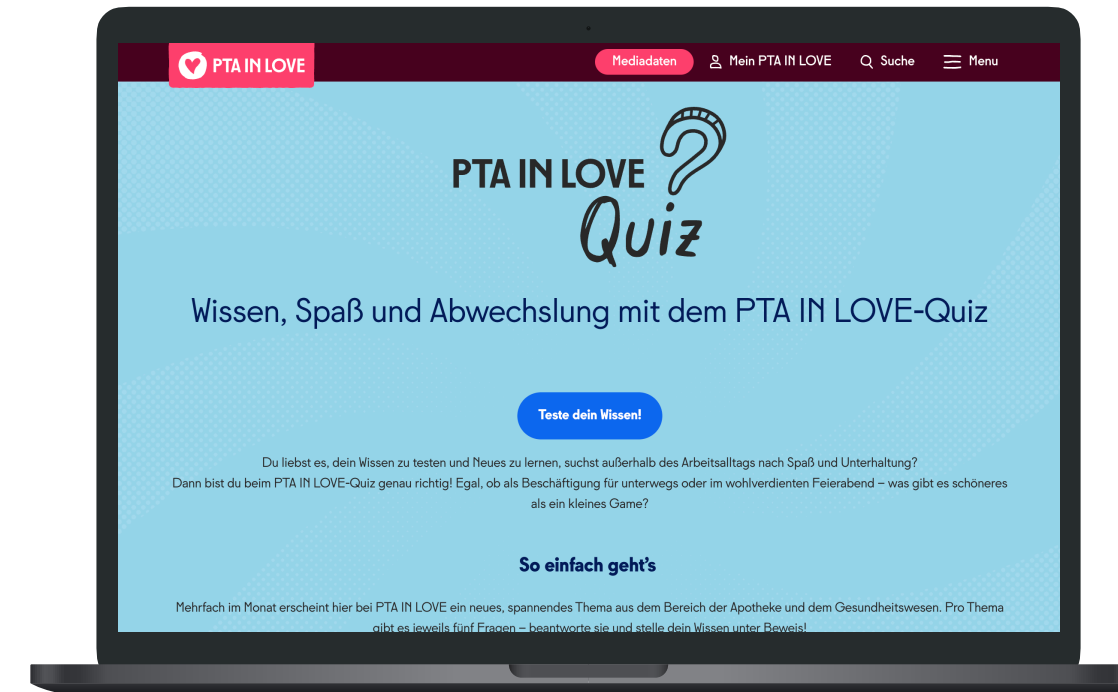 PTA IN LOVE
Mediadaten
Mein PTA IN LOVE
Suche
Menu
PTA IN LOVE ?
Quiz
Wissen, Spaß und Abwechslung mit dem PTA IN LOVE-Quiz
Teste dein Wissen!
Du liebst es, dein Wissen zu testen und Neues zu lernen, suchst außerhalb des Arbeitsalltags nach Spaß und Unterhaltung?
Dann bist du beim PTA IN LOVE-Quiz genau richtig! Egal, ob als Beschäftigung für unterwegs oder im wohlverdienten Feierabend – was gibt es schöneres
als ein kleines Game?
So einfach geht's
Mehrfach im Monat erscheint hier bei PTA IN LOVE ein neues, spannendes Thema aus dem Bereich der Apotheke und dem Gesundheitswesen. Pro Thema
gibt es jeweils fünf Fragen – beantworte sie und stelle dein Wissen unter Beweis!